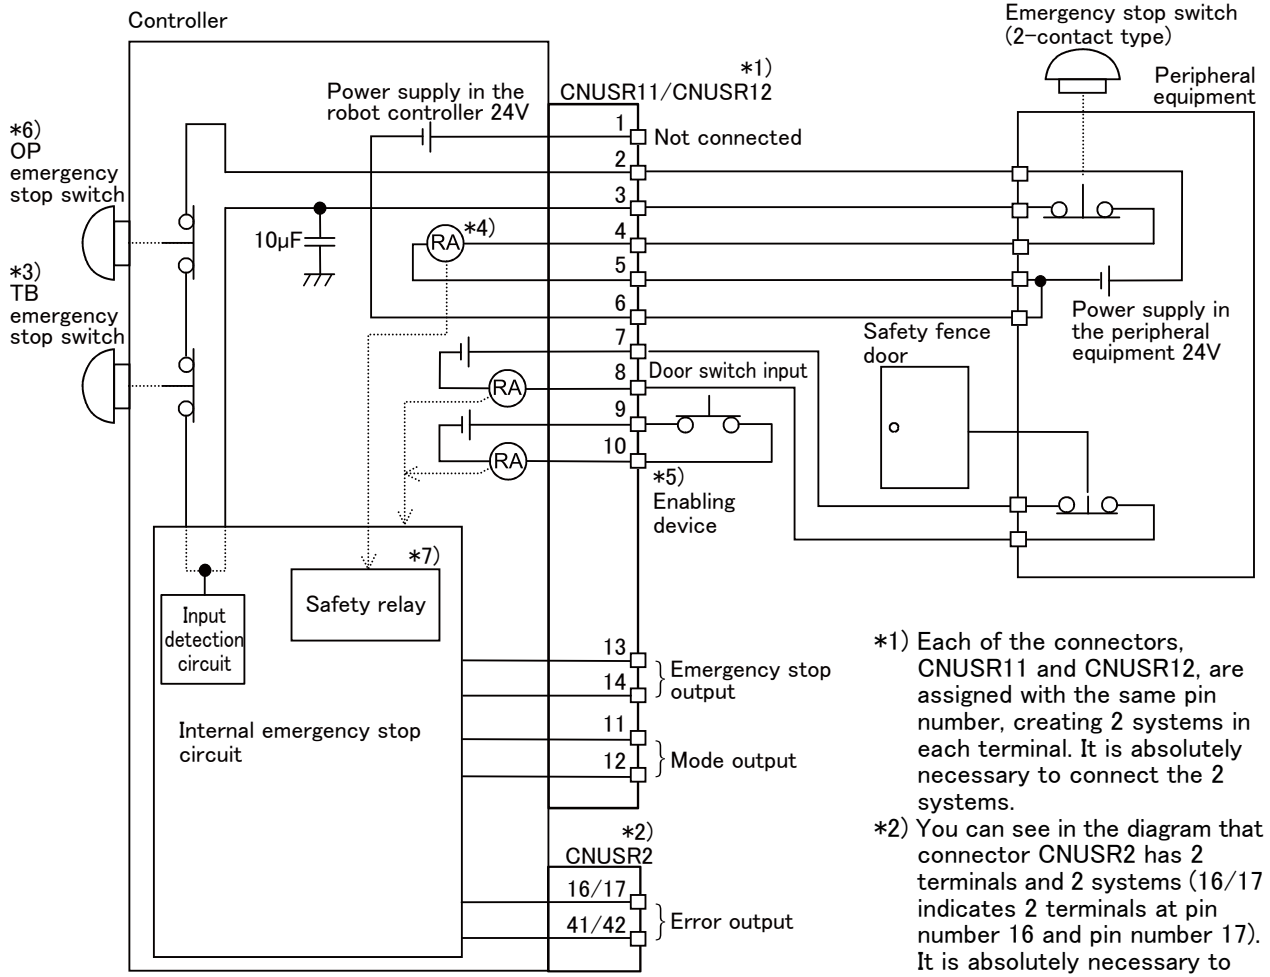 Controller
Emergency stop switch
(2-contact type)
Peripheral
equipment
*1)
CNUSR11/CNUSR12
Power supply in the
robot controller 24V
*6)
OP
emergency
stop switch
1
Not connected
2
3
4
5
6
7
8
9
10
10μF
RA
*4)
*3)
TB
emergency
stop switch
Power supply in
the peripheral
equipment 24V
Safety fence
door
Door switch input
RA
RA
*5)
Enabling
device
*7)
Safety relay
Input
detection
circuit
Internal emergency stop
circuit
13
14
Emergency stop
output
11
12
Mode output
*2)
CNUSR2
16/17
41/42
Error output
*1) Each of the connectors,
CNUSR11 and CNUSR12, are
assigned with the same pin
number, creating 2 systems in
each terminal. It is absolutely
necessary to connect the 2
systems.
*2) You can see in the diagram that
connector CNUSR2 has 2
terminals and 2 systems (16/17
indicates 2 terminals at pin
number 16 and pin number 17).
It is absolutely necessary to